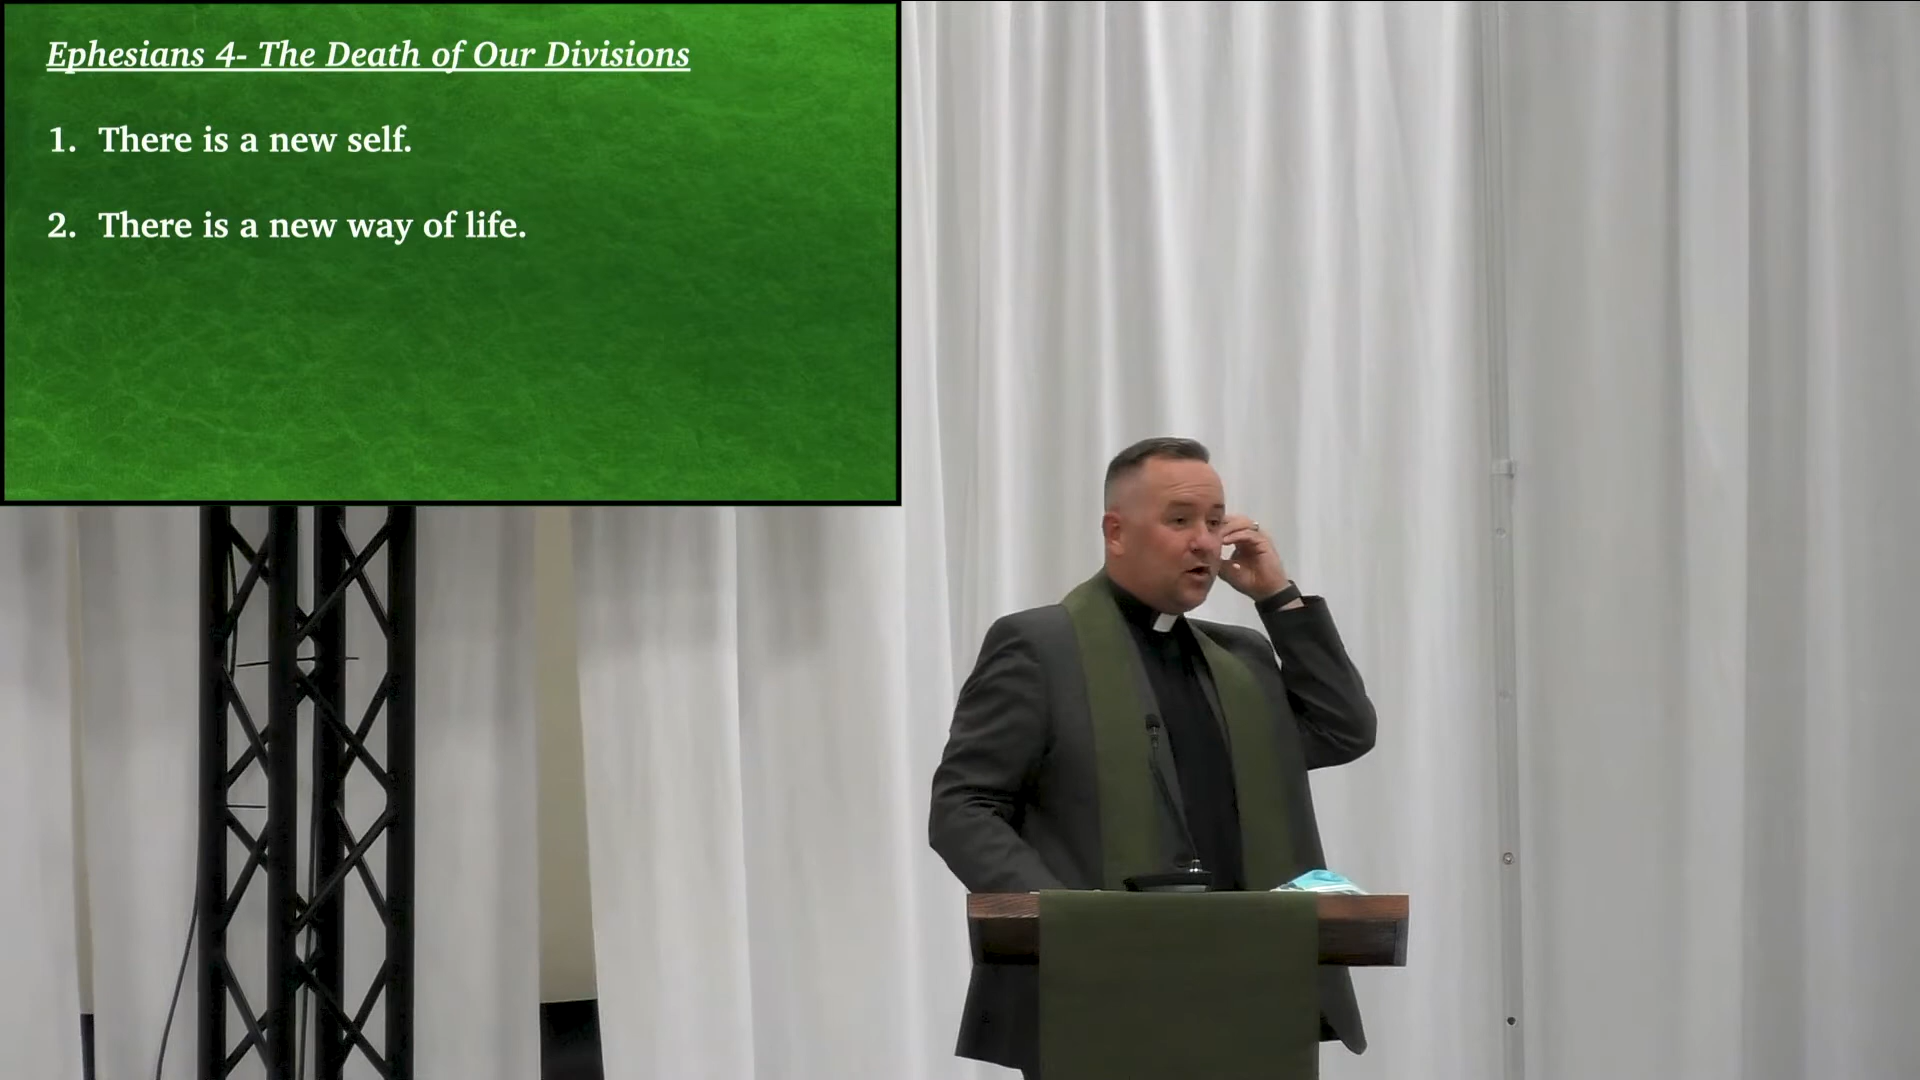 Ephesians 4- The Death of Our Divisions
1. There is a new self.
2. There is a new way of life.